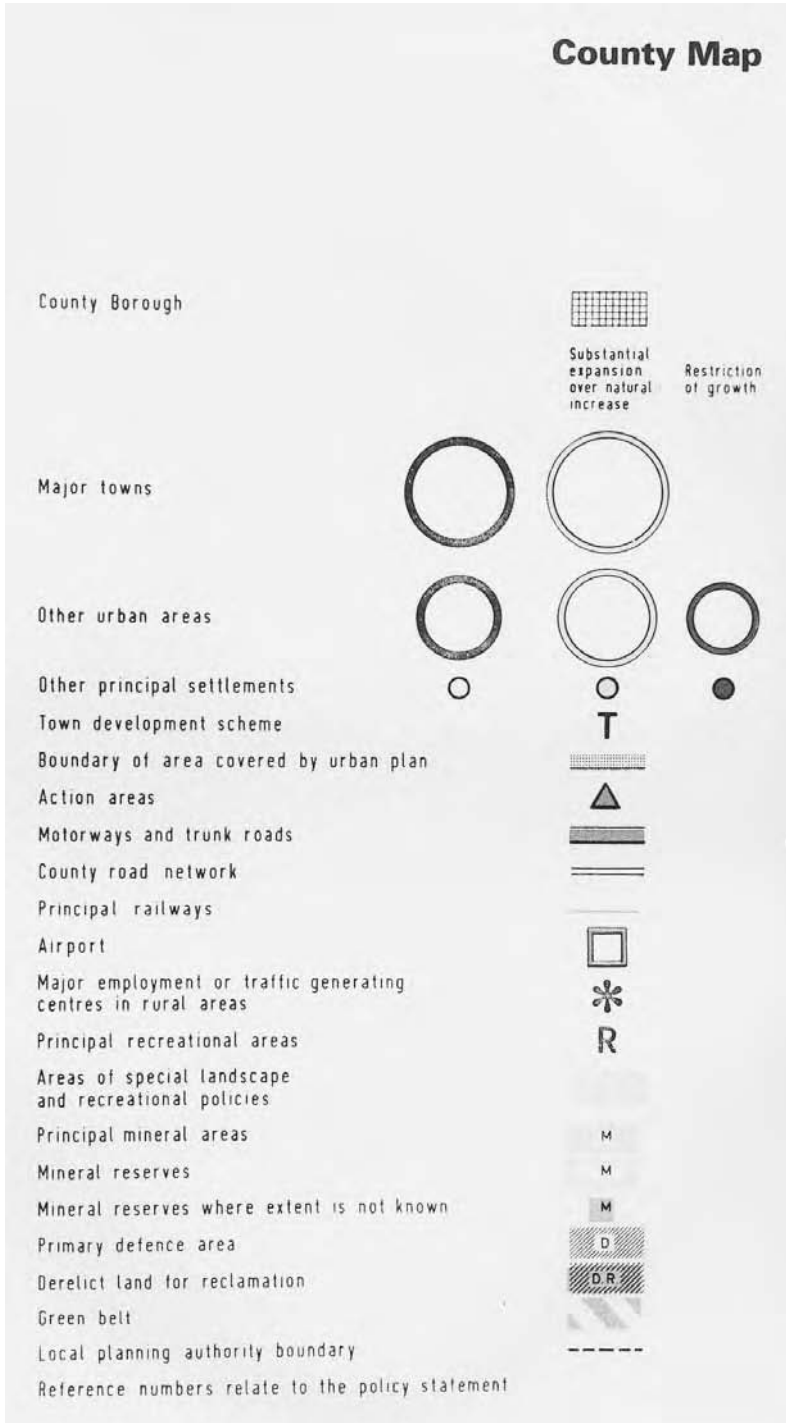 County Map
County Borough
Substantial
expansion
over natural
increase
Restriction
of growth
Major towns
Other urban areas
Other principal settlements
Town development scheme
T
Boundary of area covered by urban plan
Action areas
Motorways and trunk roads
County road network
Principal railways
Airport
Major employment or traffic generating
centres in rural areas
Principal recreational areas
R
Areas of special landscape
and recreational policies
Principal mineral areas
M
Mineral reserves
M
Mineral reserves where extent is not known
M
Primary defence area
D
Derelict land for reclamation
D.R
Green belt
Local planning authority boundary
Reference numbers relate to the policy statement